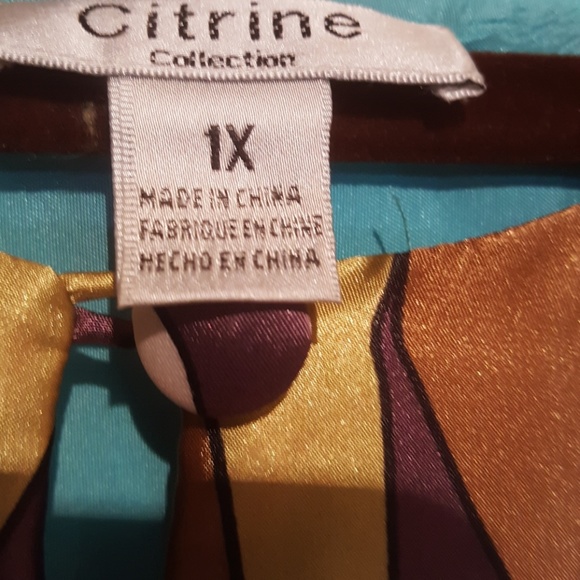 Citrine
Collection
1X
MADE IN CHINA
FABRIQUE EN CHINE
HECHO EN CHINA